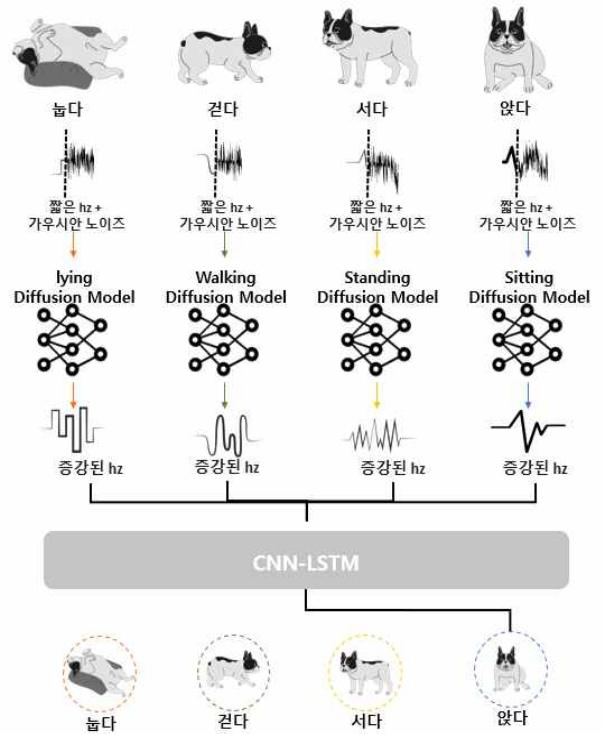 눕다
걷다
서다
앉다
짧은 hz +
가우시안 노이즈
짧은 hz +
가우시안 노이즈
짧은 hz +
가우시안 노이즈
짧은 hz +
가우시안 노이즈
lying
Diffusion Model
Walking
Diffusion Model
Standing
Diffusion Model
Sitting
Diffusion Model
증강된 hz
증강된 hz
증강된 hz
증강된 hz
CNN-LSTM
눕다
걷다
서다
앉다